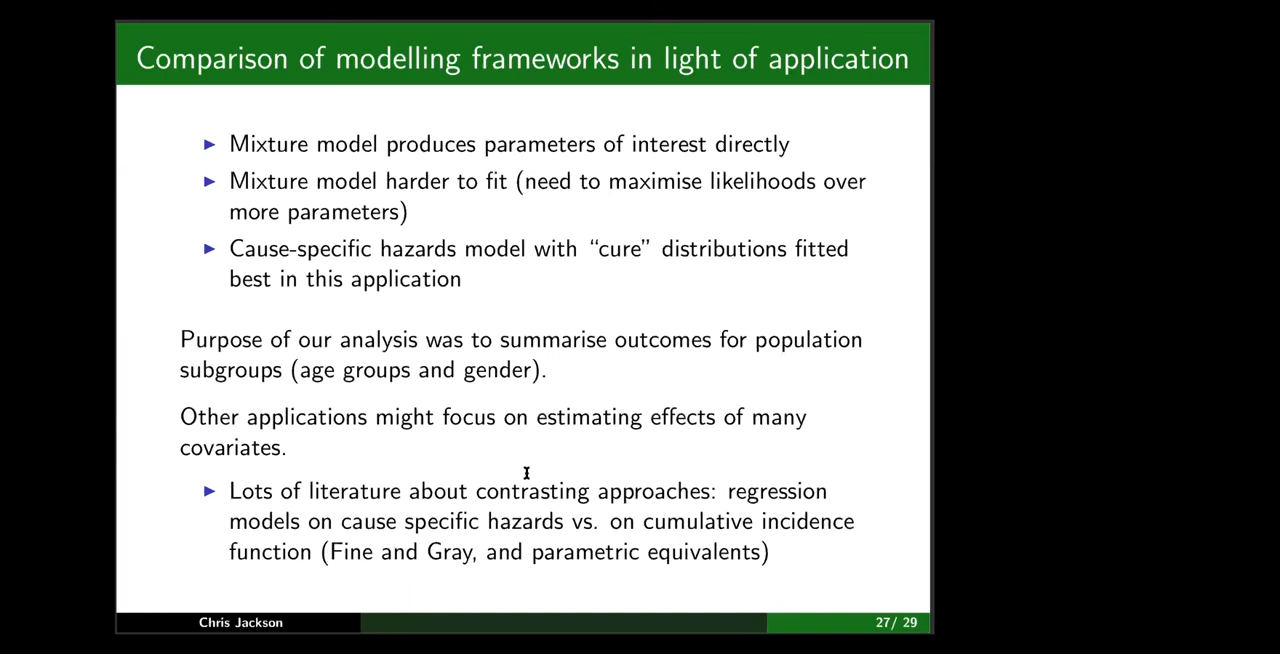 Comparison of modelling frameworks in light of application
▶ Mixture model produces parameters of interest directly
▶ Mixture model harder to fit (need to maximise likelihoods over
more parameters)
▶ Cause-specific hazards model with “cure” distributions fitted
best in this application
Purpose of our analysis was to summarise outcomes for population
subgroups (age groups and gender).
Other applications might focus on estimating effects of many
covariates.
▶ Lots of literature about contrasting approaches: regression
models on cause specific hazards vs. on cumulative incidence
function (Fine and Gray, and parametric equivalents)
Chris Jackson
27/ 29